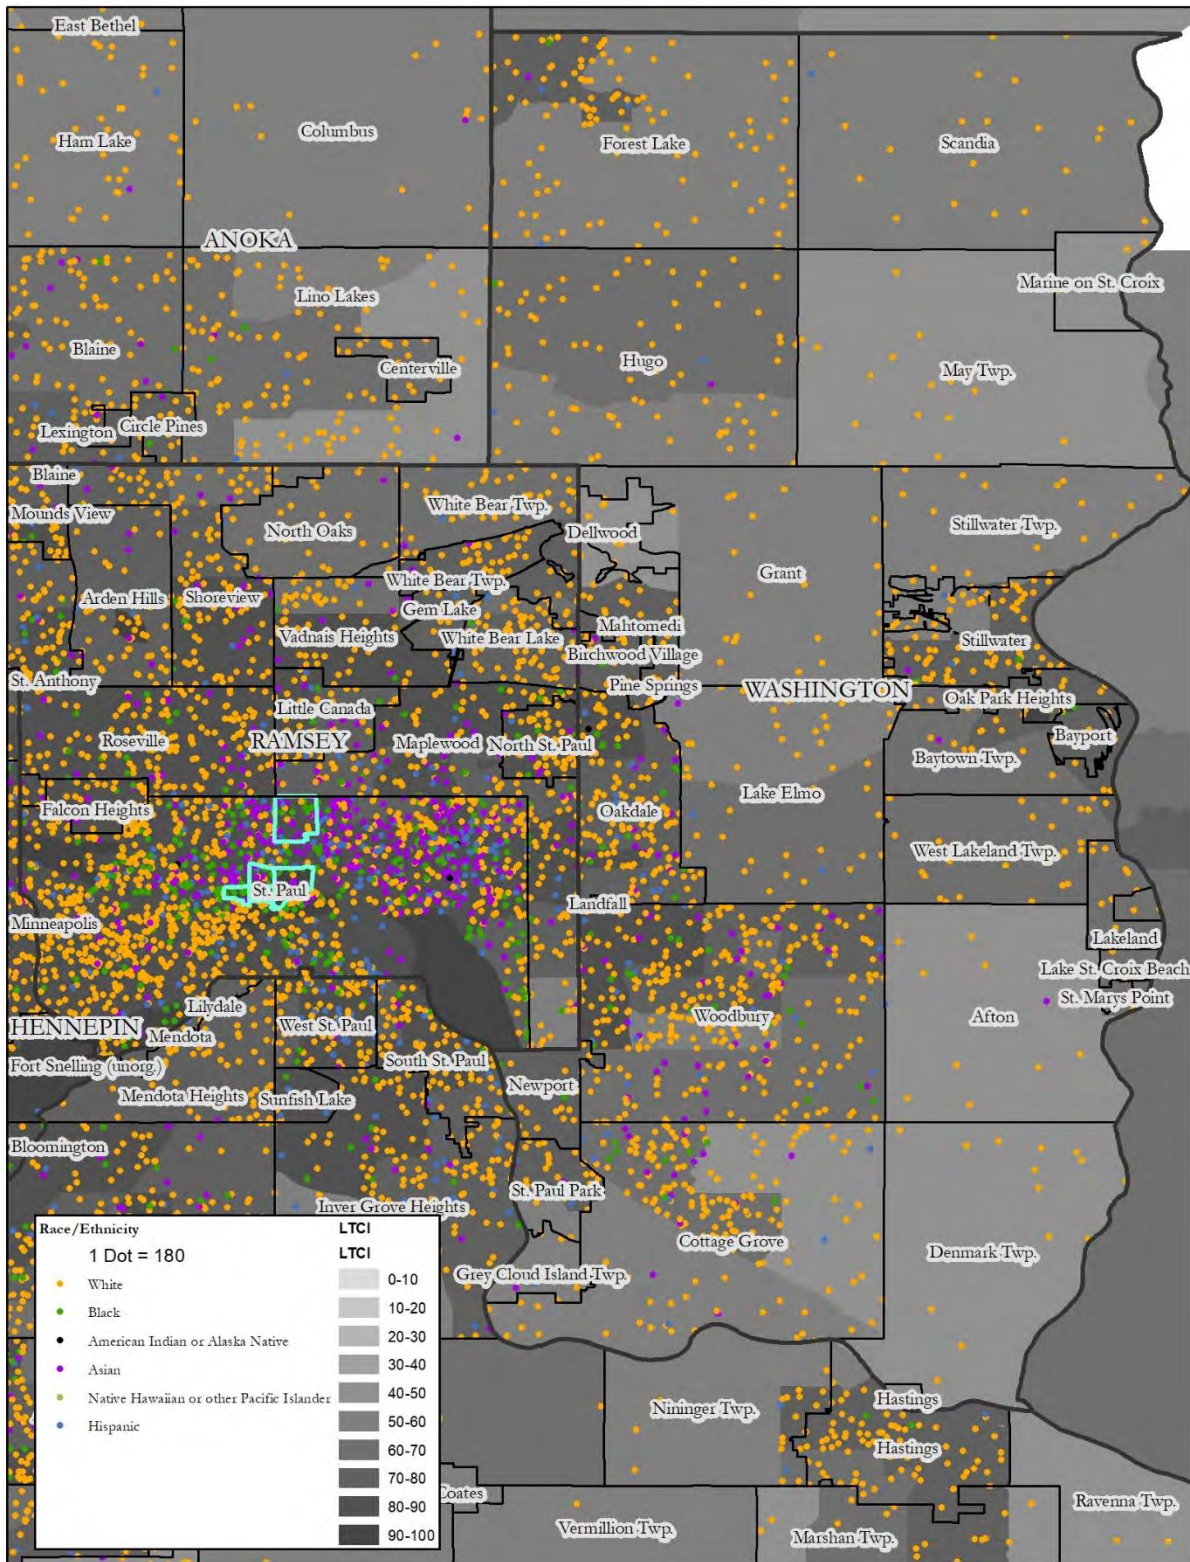 East Bethel
Ham Lake
Columbus
Forest Lake
Scandia
ANOKA
Lino Lakes
Marine on St. Croix
Blaine
Centerville
Hugo
May Twp.
Lexington
Circle Pines
Blaine
Mounds View
North Oaks
White Bear Twp.
Dellwood
Stillwater Twp.
Arden Hills
Shoreview
White Bear Twp.
Grant
Gem Lake
Vadnais Heights
White Bear Lake
Mahtomedi
Stillwater
Birchwood Village
St. Anthony
Pine Springs
WASHINGTON
Oak Park Heights
Little Canada
Roseville
RAMSEY
Maplewood
North St. Paul
Bayport
Baytown Twp.
Falcon Heights
Oakdale
Lake Elmo
West Lakeland Twp.
St. Paul
Landfall
Minneapolis
Lakeland
Lake St. Croix Beach
St. Marys Point
Lilydale
HENNEPIN
Mendota
West St. Paul
Woodbury
Afton
Fort Snelling (unorg.)
South St. Paul
Newport
Mendota Heights
Sunfish Lake
Bloomington
St. Paul Park
Inver Grove Heights
Cottage Grove
Denmark Twp.
Grey Cloud Island Twp.
Race/Ethnicity
1 Dot = 180
White
Black
American Indian or Alaska Native
Asian
Native Hawaiian or other Pacific Islander
Hispanic
LTCI
LTCI
0-10
10-20
20-30
30-40
40-50
50-60
60-70
70-80
80-90
90-100
Nininger Twp.
Hastings
Hastings
Coates
Vermillion Twp.
Marshan Twp.
Ravenna Twp.